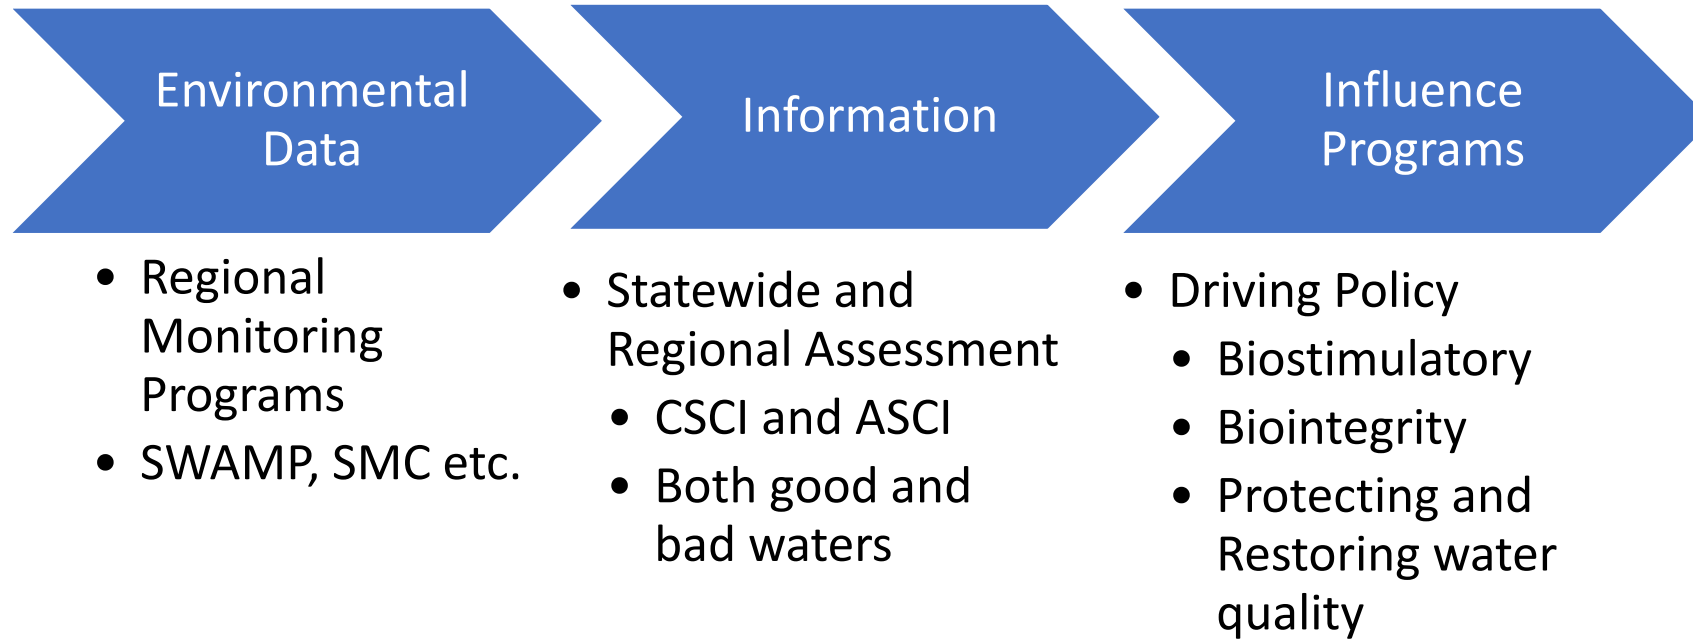 Environmental
Data
• Regional
Monitoring
Programs
• SWAMP, SMC etc.
Information
• Statewide and
Regional Assessment
• CSCI and ASCI
• Both good and
bad waters
Influence
Programs
• Driving Policy
• Biostimulatory
• Biointegrity
• Protecting and
Restoring water
quality